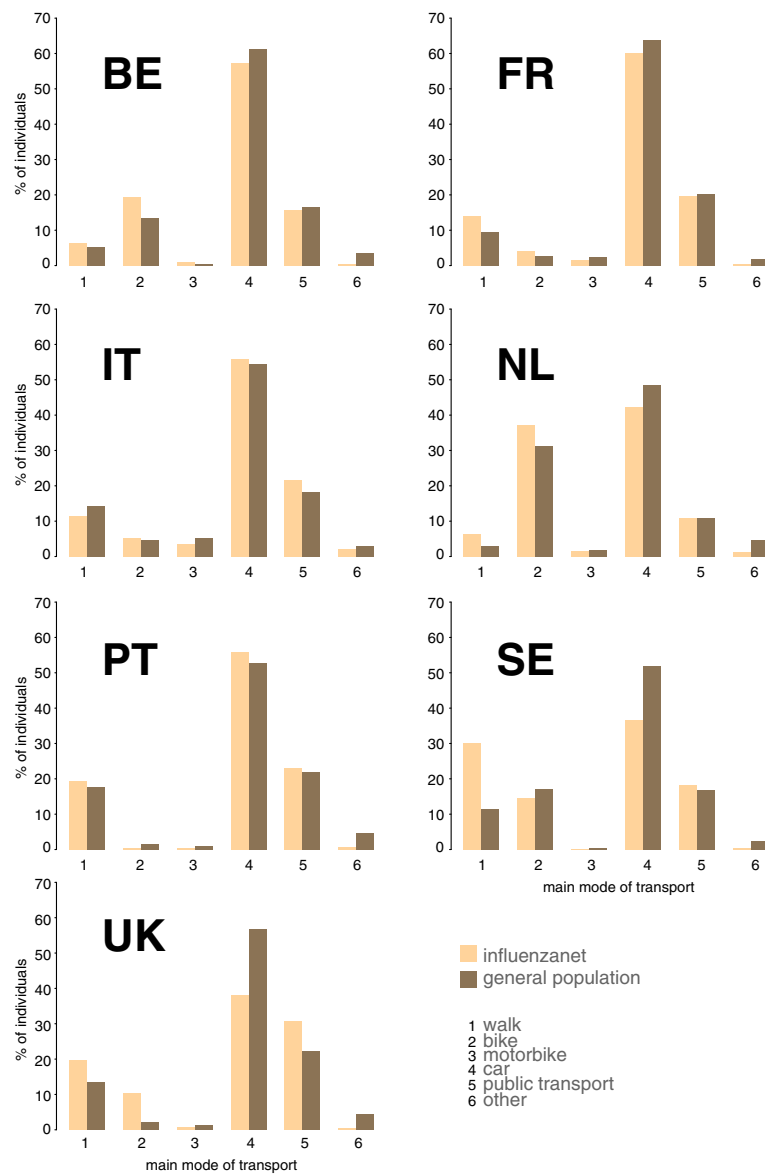 70
60
50
40
30
20
10
0
% of individuals
BE
1 2 3 4 5 6
70
60
50
40
30
20
10
0
FR
1 2 3 4 5 6
70
60
50
40
30
20
10
0
% of individuals
IT
1 2 3 4 5 6
70
60
50
40
30
20
10
0
NL
1 2 3 4 5 6
70
60
50
40
30
20
10
0
% of individuals
PT
1 2 3 4 5 6
70
60
50
40
30
20
10
0
SE
1 2 3 4 5 6
main mode of transport
70
60
50
40
30
20
10
0
% of individuals
UK
1 2 3 4 5 6
main mode of transport
influenzanet
general population
1 walk
2 bike
3 motorbike
4 car
5 public transport
6 other